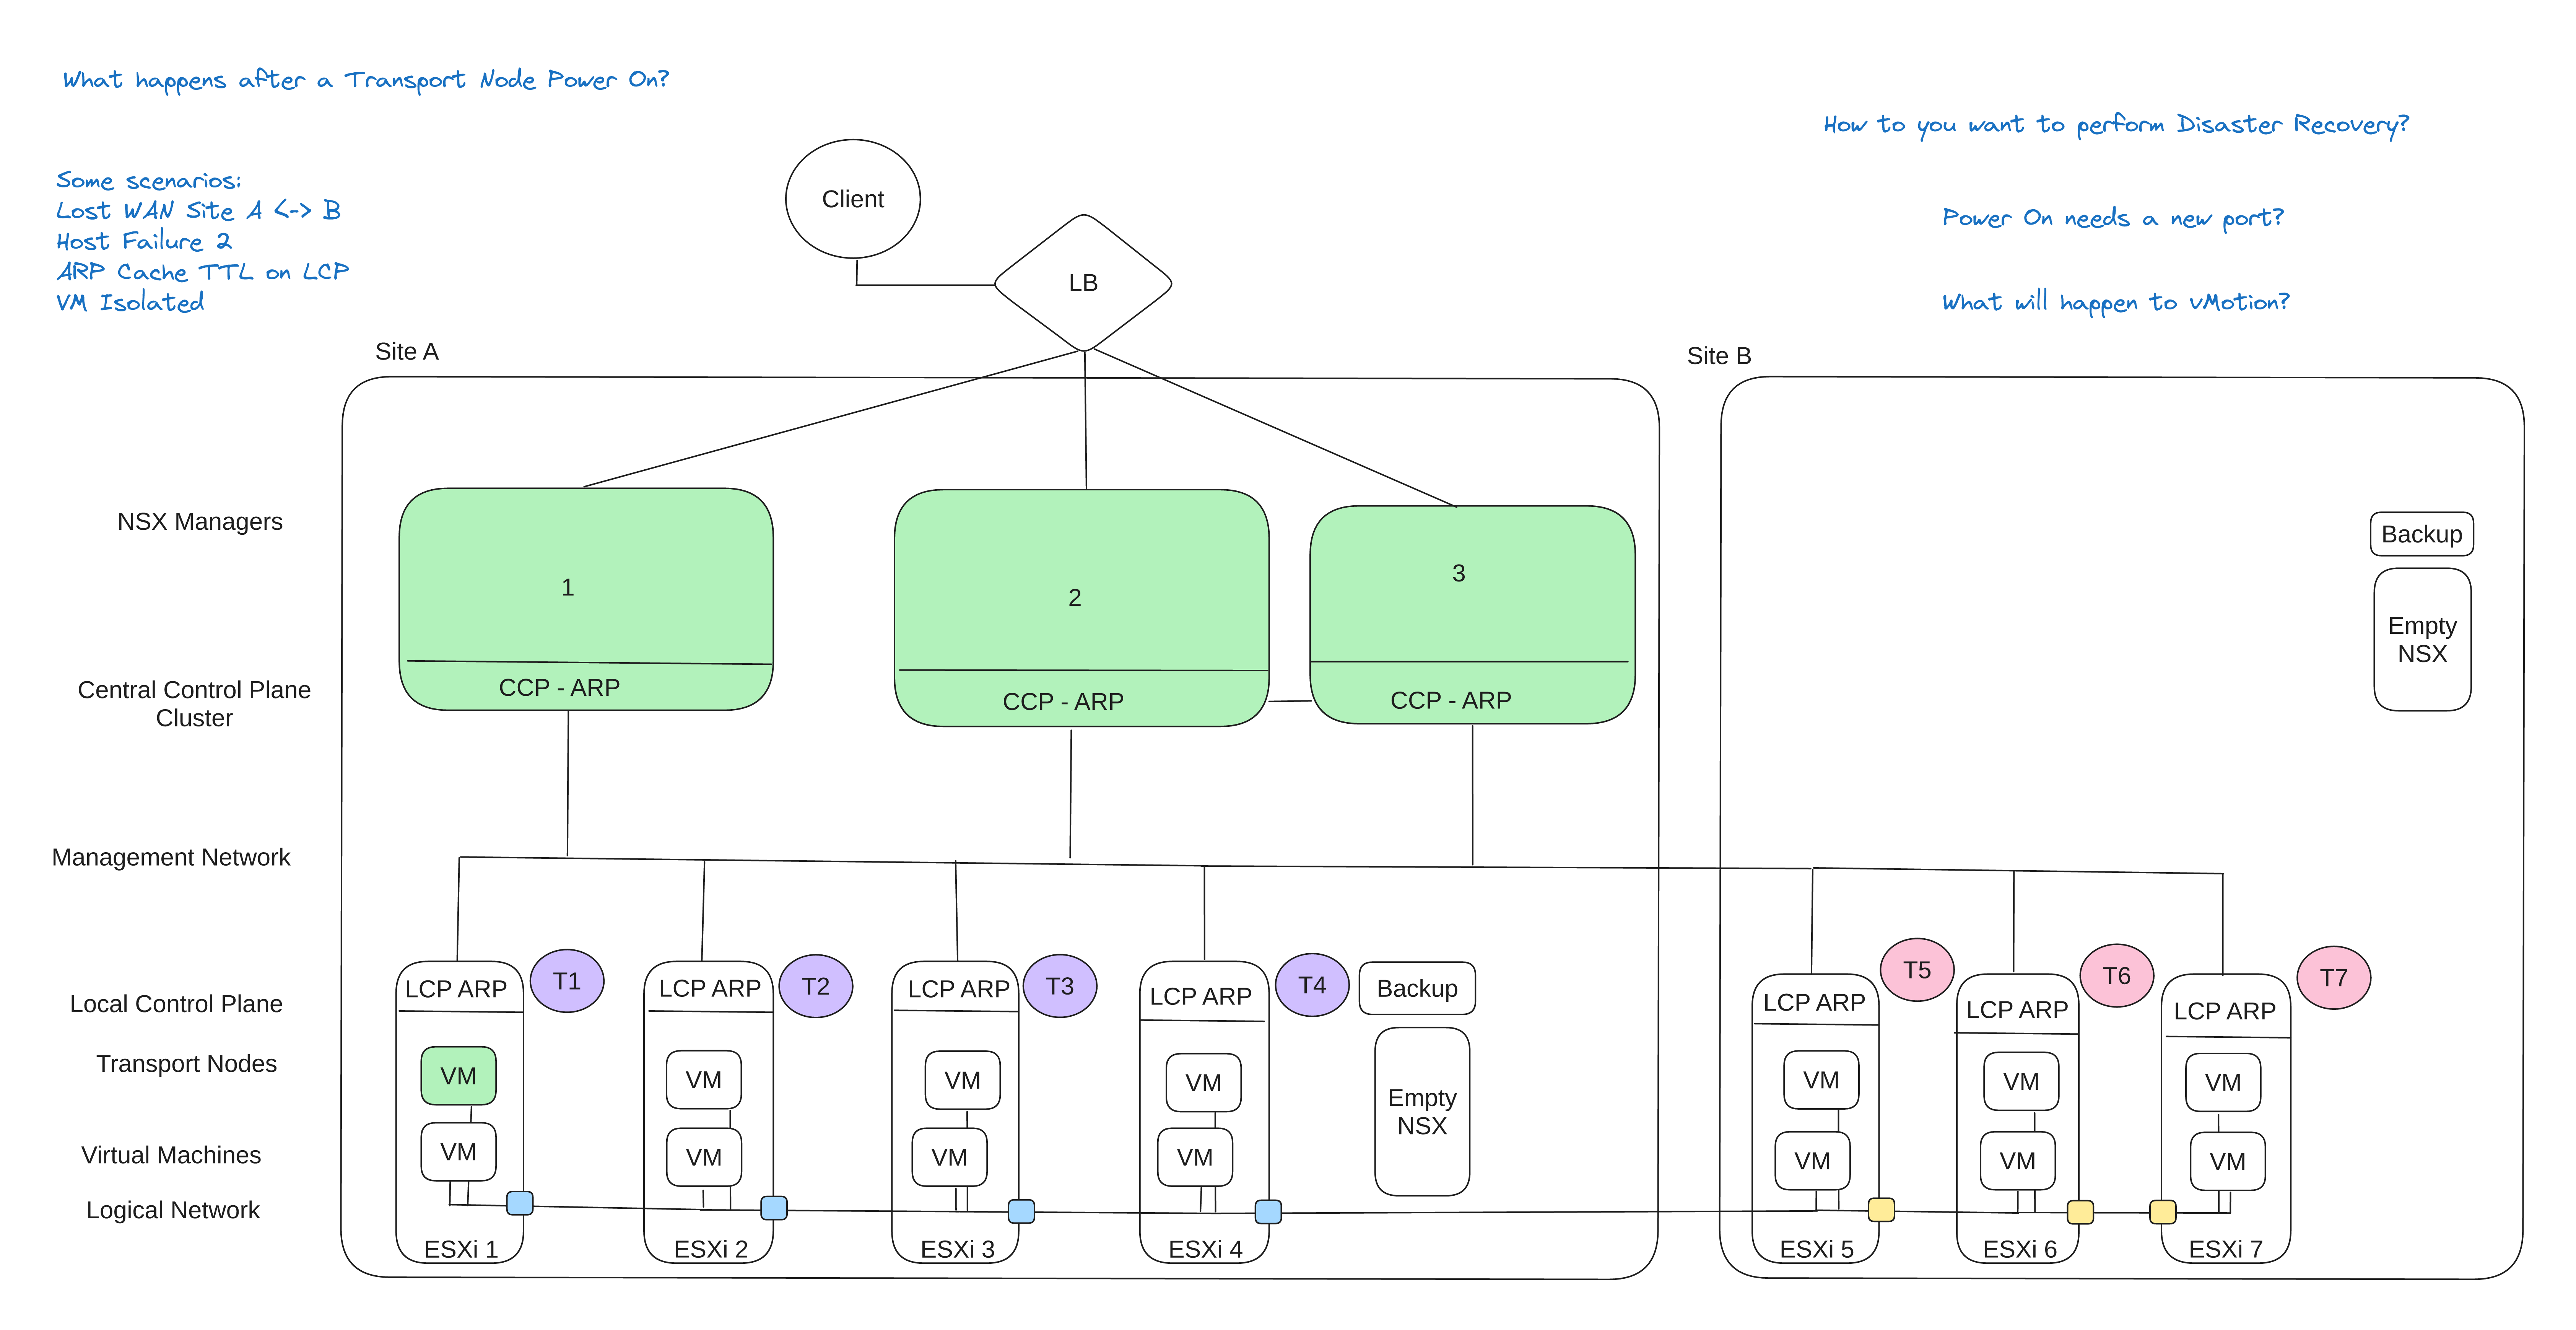 What happens after a Transport Node Power On?
How to you want to perform Disaster Recovery?
Some scenarios:
Lost WAN Site A <-> B
Host Failure 2
ARP Cache TTL on LCP
VM Isolated
Power On needs a new port?
What will happen to vMotion?
Client
LB
Site A
Site B
NSX Managers
1
2
3
Backup
Empty
NSX
Central Control Plane
Cluster
CCP - ARP
CCP - ARP
CCP - ARP
Management Network
Local Control Plane
LCP ARP
T1
LCP ARP
T2
LCP ARP
T3
LCP ARP
T4
Backup
LCP ARP
T5
LCP ARP
T6
LCP ARP
T7
Transport Nodes
VM
VM
VM
VM
Empty
NSX
VM
VM
VM
Virtual Machines
VM
VM
VM
VM
VM
VM
VM
Logical Network
ESXi 1
ESXi 2
ESXi 3
ESXi 4
ESXi 5
ESXi 6
ESXi 7